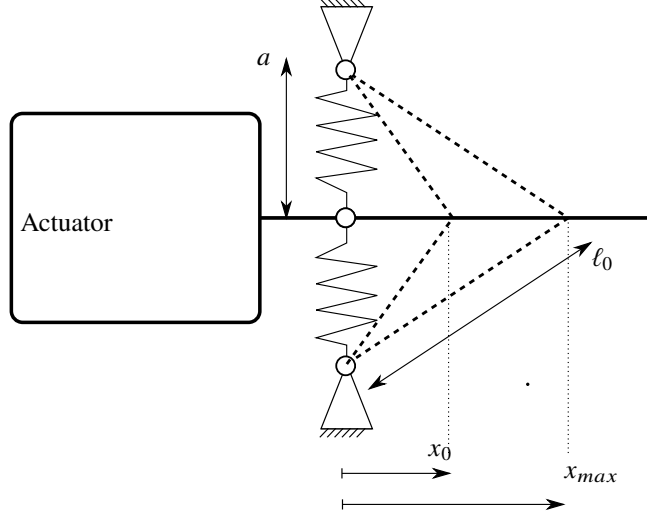 a
Actuator
ℓ₀
x₀
xₘₐₓ